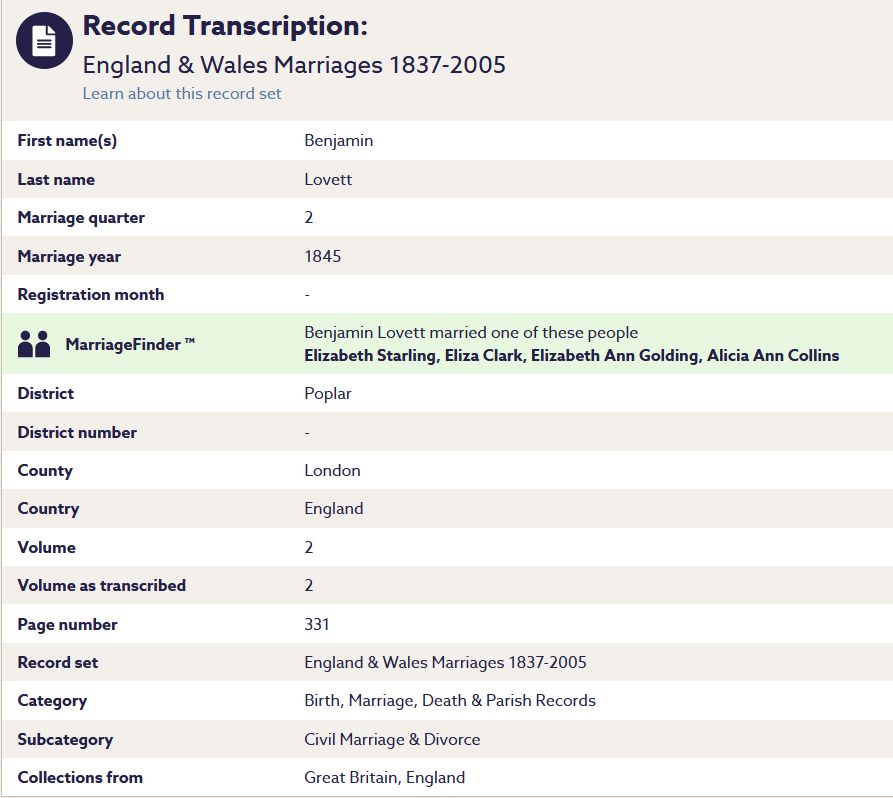 Record Transcription:
England & Wales Marriages 1837-2005
Learn about this record set
First name(s) Benjamin
Last name Lovett
Marriage quarter 2
Marriage year 1845
Registration month -
MarriageFinder ™ Benjamin Lovett married one of these people
Elizabeth Starling, Eliza Clark, Elizabeth Ann Golding, Alicia Ann Collins
District Poplar
District number -
County London
Country England
Volume 2
Volume as transcribed 2
Page number 331
Record set England & Wales Marriages 1837-2005
Category Birth, Marriage, Death & Parish Records
Subcategory Civil Marriage & Divorce
Collections from Great Britain, England